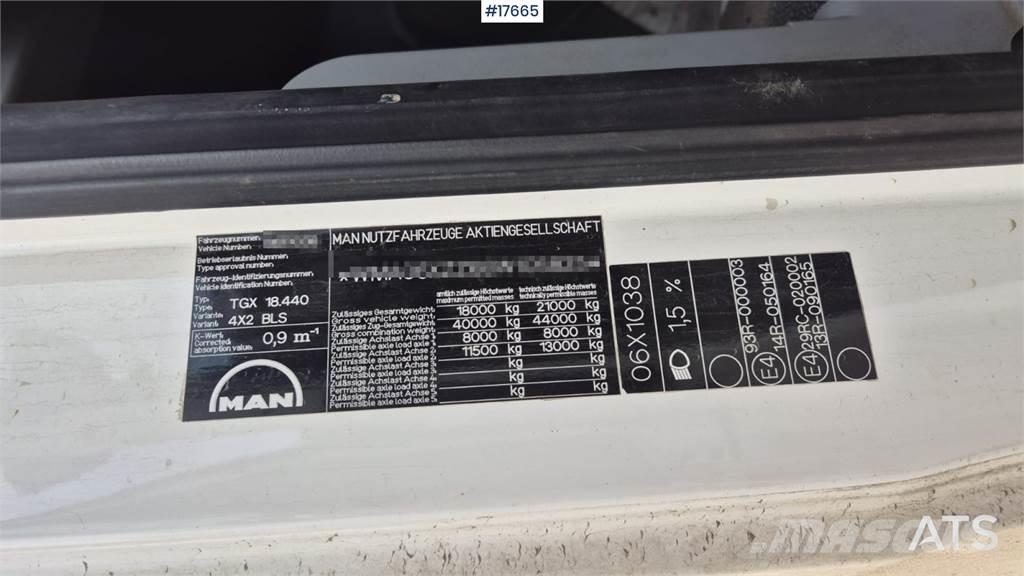 #17665
Fahrzeugnummer
Vehicle Number
Betriebserlaubnis Nummer
Type approval number.
Fahrzeug-Identifizierungsnummer
Vehicle Identification Number.
Typ:
Type: TGX 18.440
Variante:
Variant: 4X2 BLS
K-Wert:
Corrected
absorption value: 0,9 m⁻¹
MAN
MAN NUTZFAHRZEUGE AKTIENGESELLSCHAFT
amtlich zulässige Höchstwerte technisch zulässige Höchstwerte
maximum permitted masses technically permissible masses
Zulässiges Gesamtgewicht 18000 kg 21000 kg
Gross vehicle weight
Zulässiges Zug-Gesamtgewicht 40000 kg 44000 kg
Gross combination weight
Zulässige Achslast Achse 1 8000 kg 8000 kg
Permissible axle load axle 1
Zulässige Achslast Achse 2 11500 kg 13000 kg
Permissible axle load axle 2
Zulässige Achslast Achse kg kg
Permissible axle load axle
Zulässige Achslast Achse kg kg
Permissible axle load axle
Zulässige Achslast Achse kg kg
Permissible axle load axle
06X1038
1,5 %
93R-000003
E4 14R-050164
E4 29RC-020002
13R-090165
MASCUS
ATS